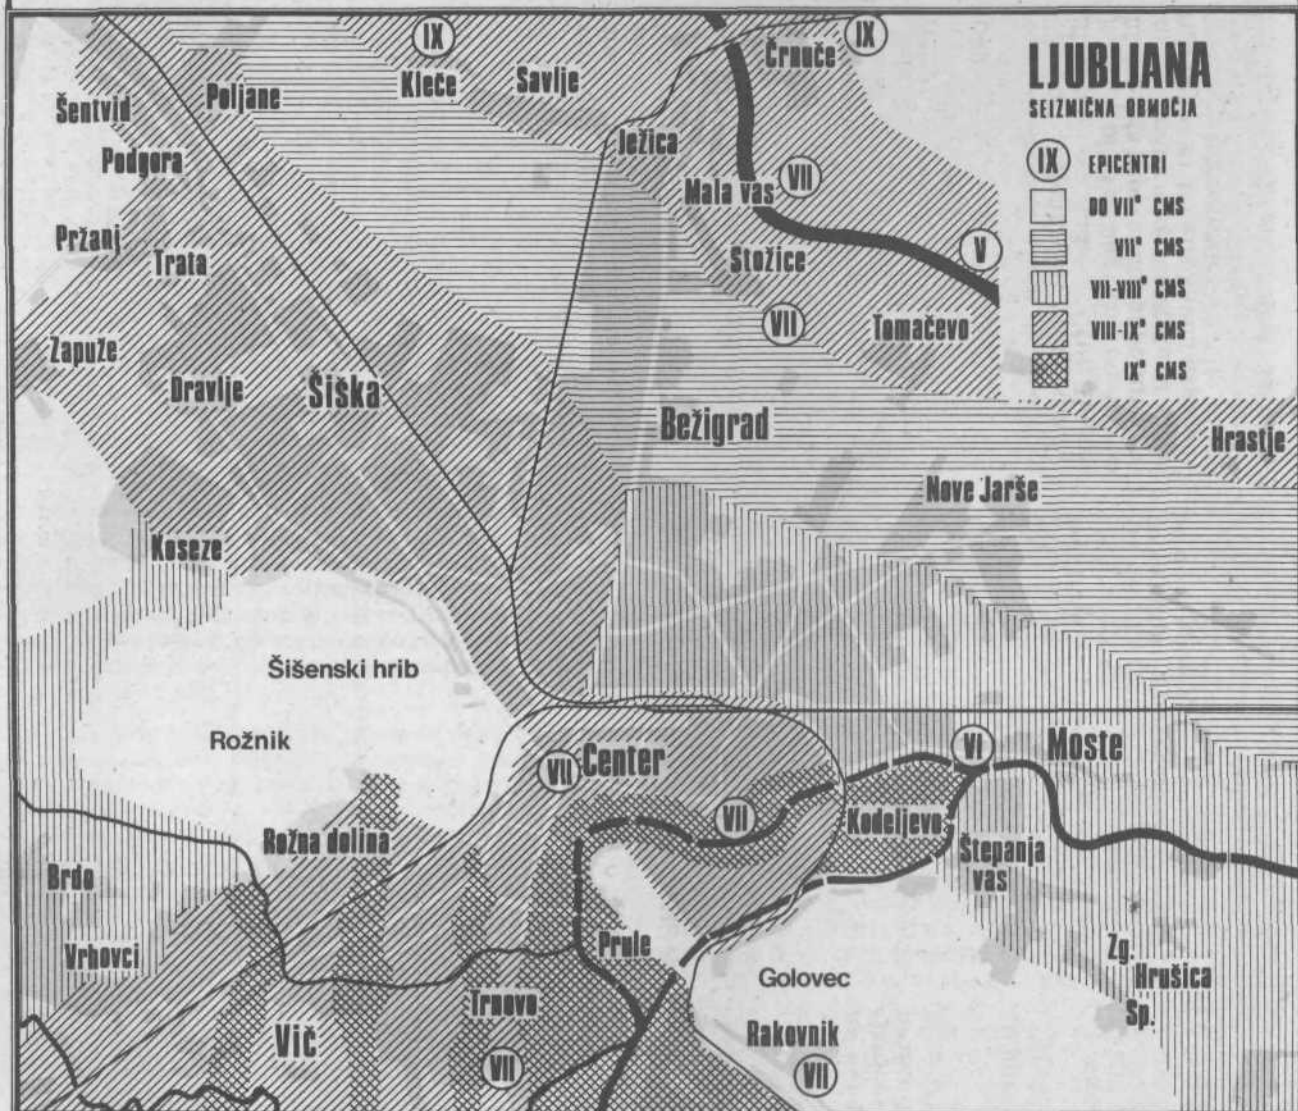 LJUBLJANA
SEIZMIČNA OBMOČJA
IX EPICENTRI
DO VII° CMS
VII° CMS
VII-VIII° CMS
VIII-IX° CMS
IX° CMS
IX
Kleče
Savlje
Črnuče
IX
Šentvid
Poljane
Podgora
Ježica
Mala vas
VII
Pržanj
Trata
Stožice
V
Zapuže
VII
Tomačevo
Dravlje
Šiška
Bežigrad
Hrastje
Nove Jarše
Koseze
Šišenski hrib
Rožnik
VII
Center
VI
Moste
Rožna dolina
VII
Kodeljevo
Štepanja
vas
Brdo
Vrhovci
Prule
Zg.
Hrušica
Sp.
Golovec
Trnovo
Vič
VII
Rakovnik
VII